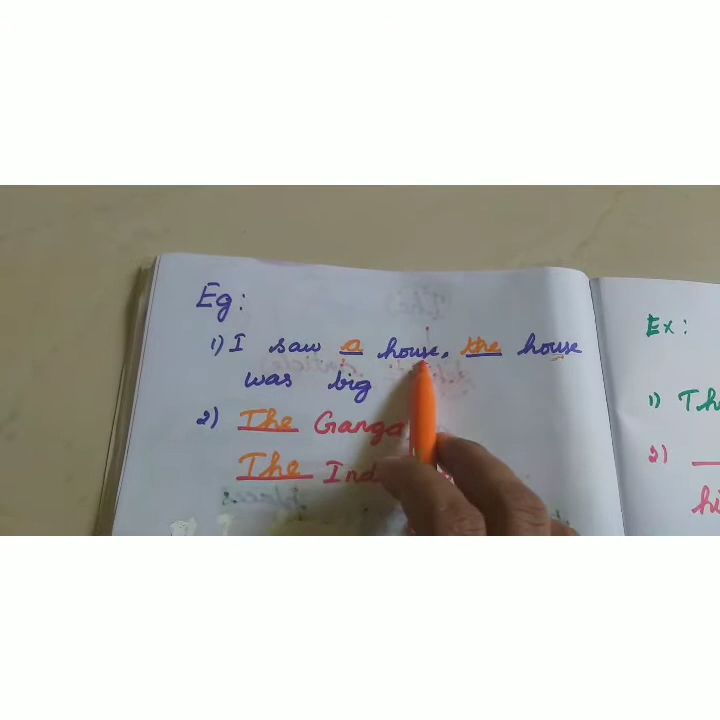 Eg:
1) I saw a house. the house
was big
2) The Ganga
The Ind
Ex:
1) Th
2)
hi